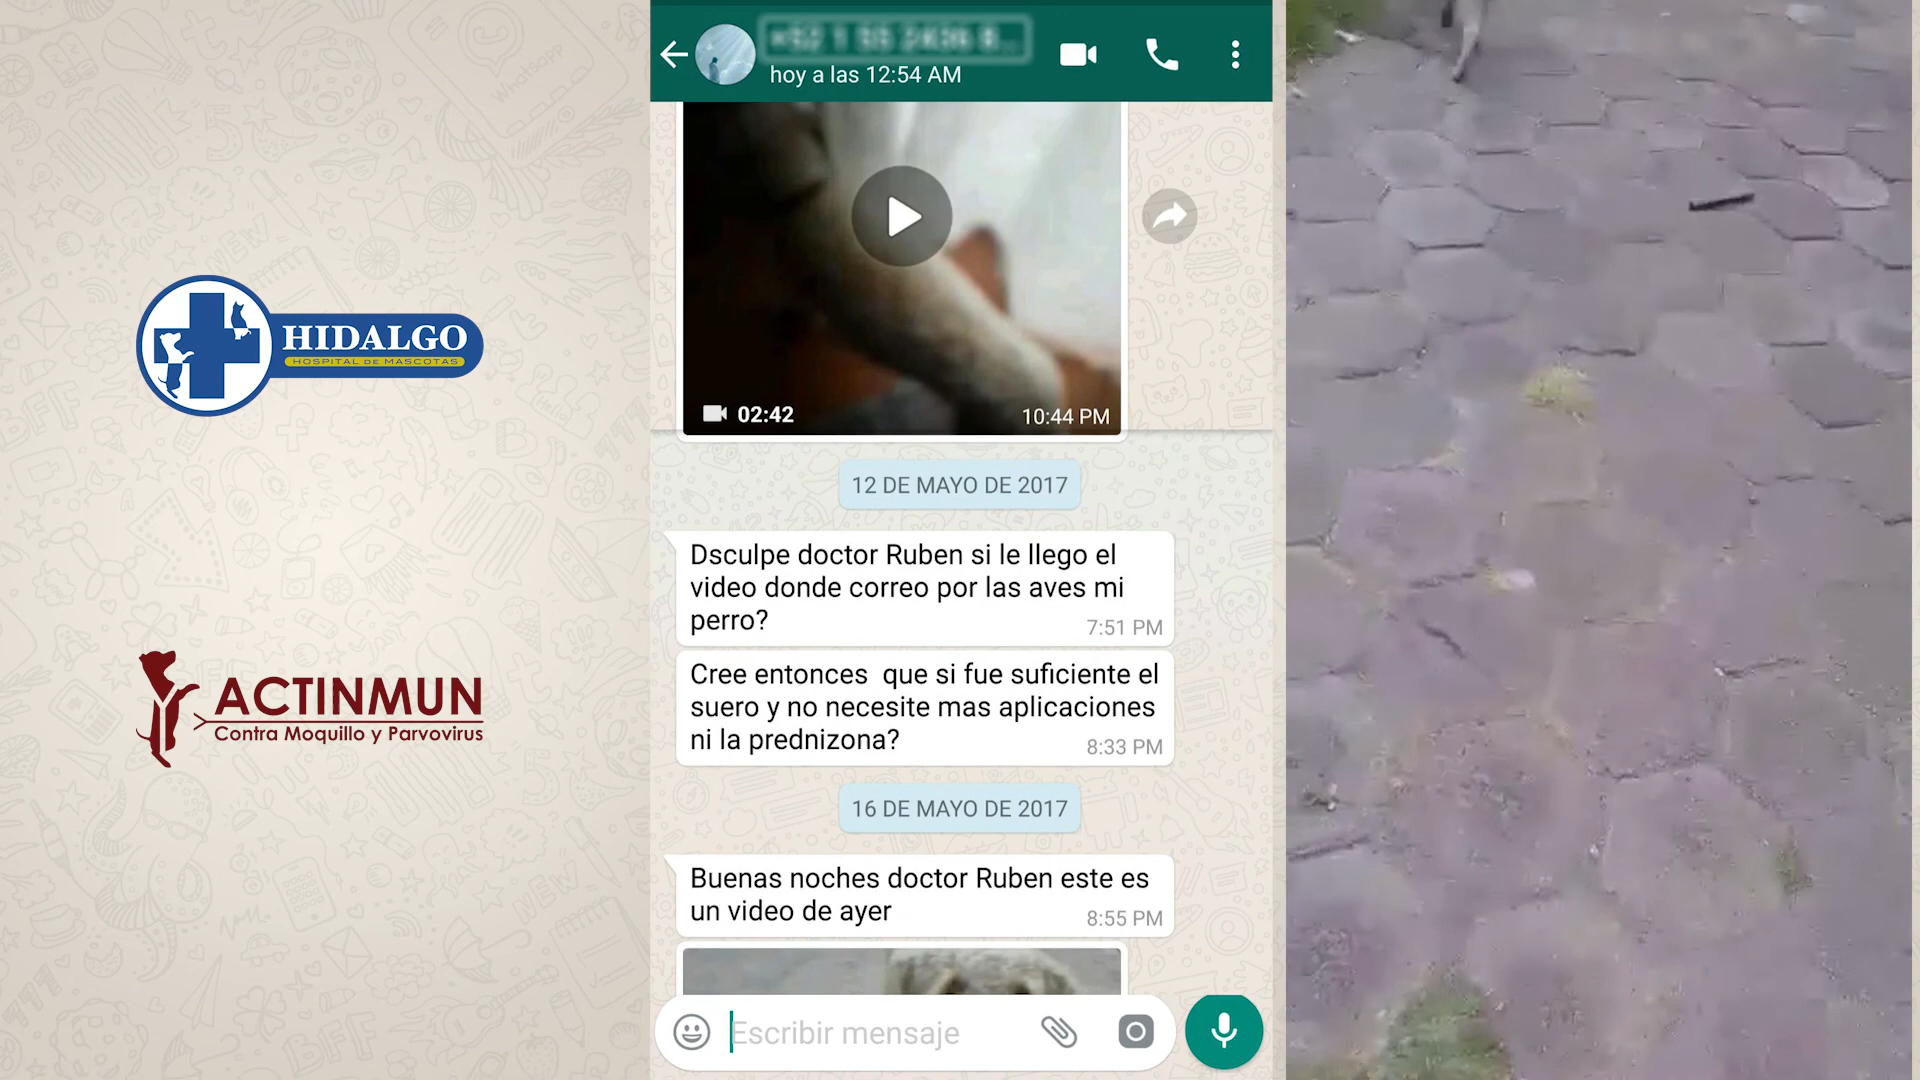 HIDALGO
HOSPITAL DE MASCOTAS
ACTINMUN
Contra Moquillo y Parvovirus
hoy a las 12:54 AM
02:42
10:44 PM
12 DE MAYO DE 2017
Dsculpe doctor Ruben si le llego el
video donde correo por las aves mi
perro?
7:51 PM
Cree entonces  que si fue suficiente el
suero y no necesite mas aplicaciones
ni la prednizona?
8:33 PM
16 DE MAYO DE 2017
Buenas noches doctor Ruben este es
un video de ayer
8:55 PM
Escribir mensaje